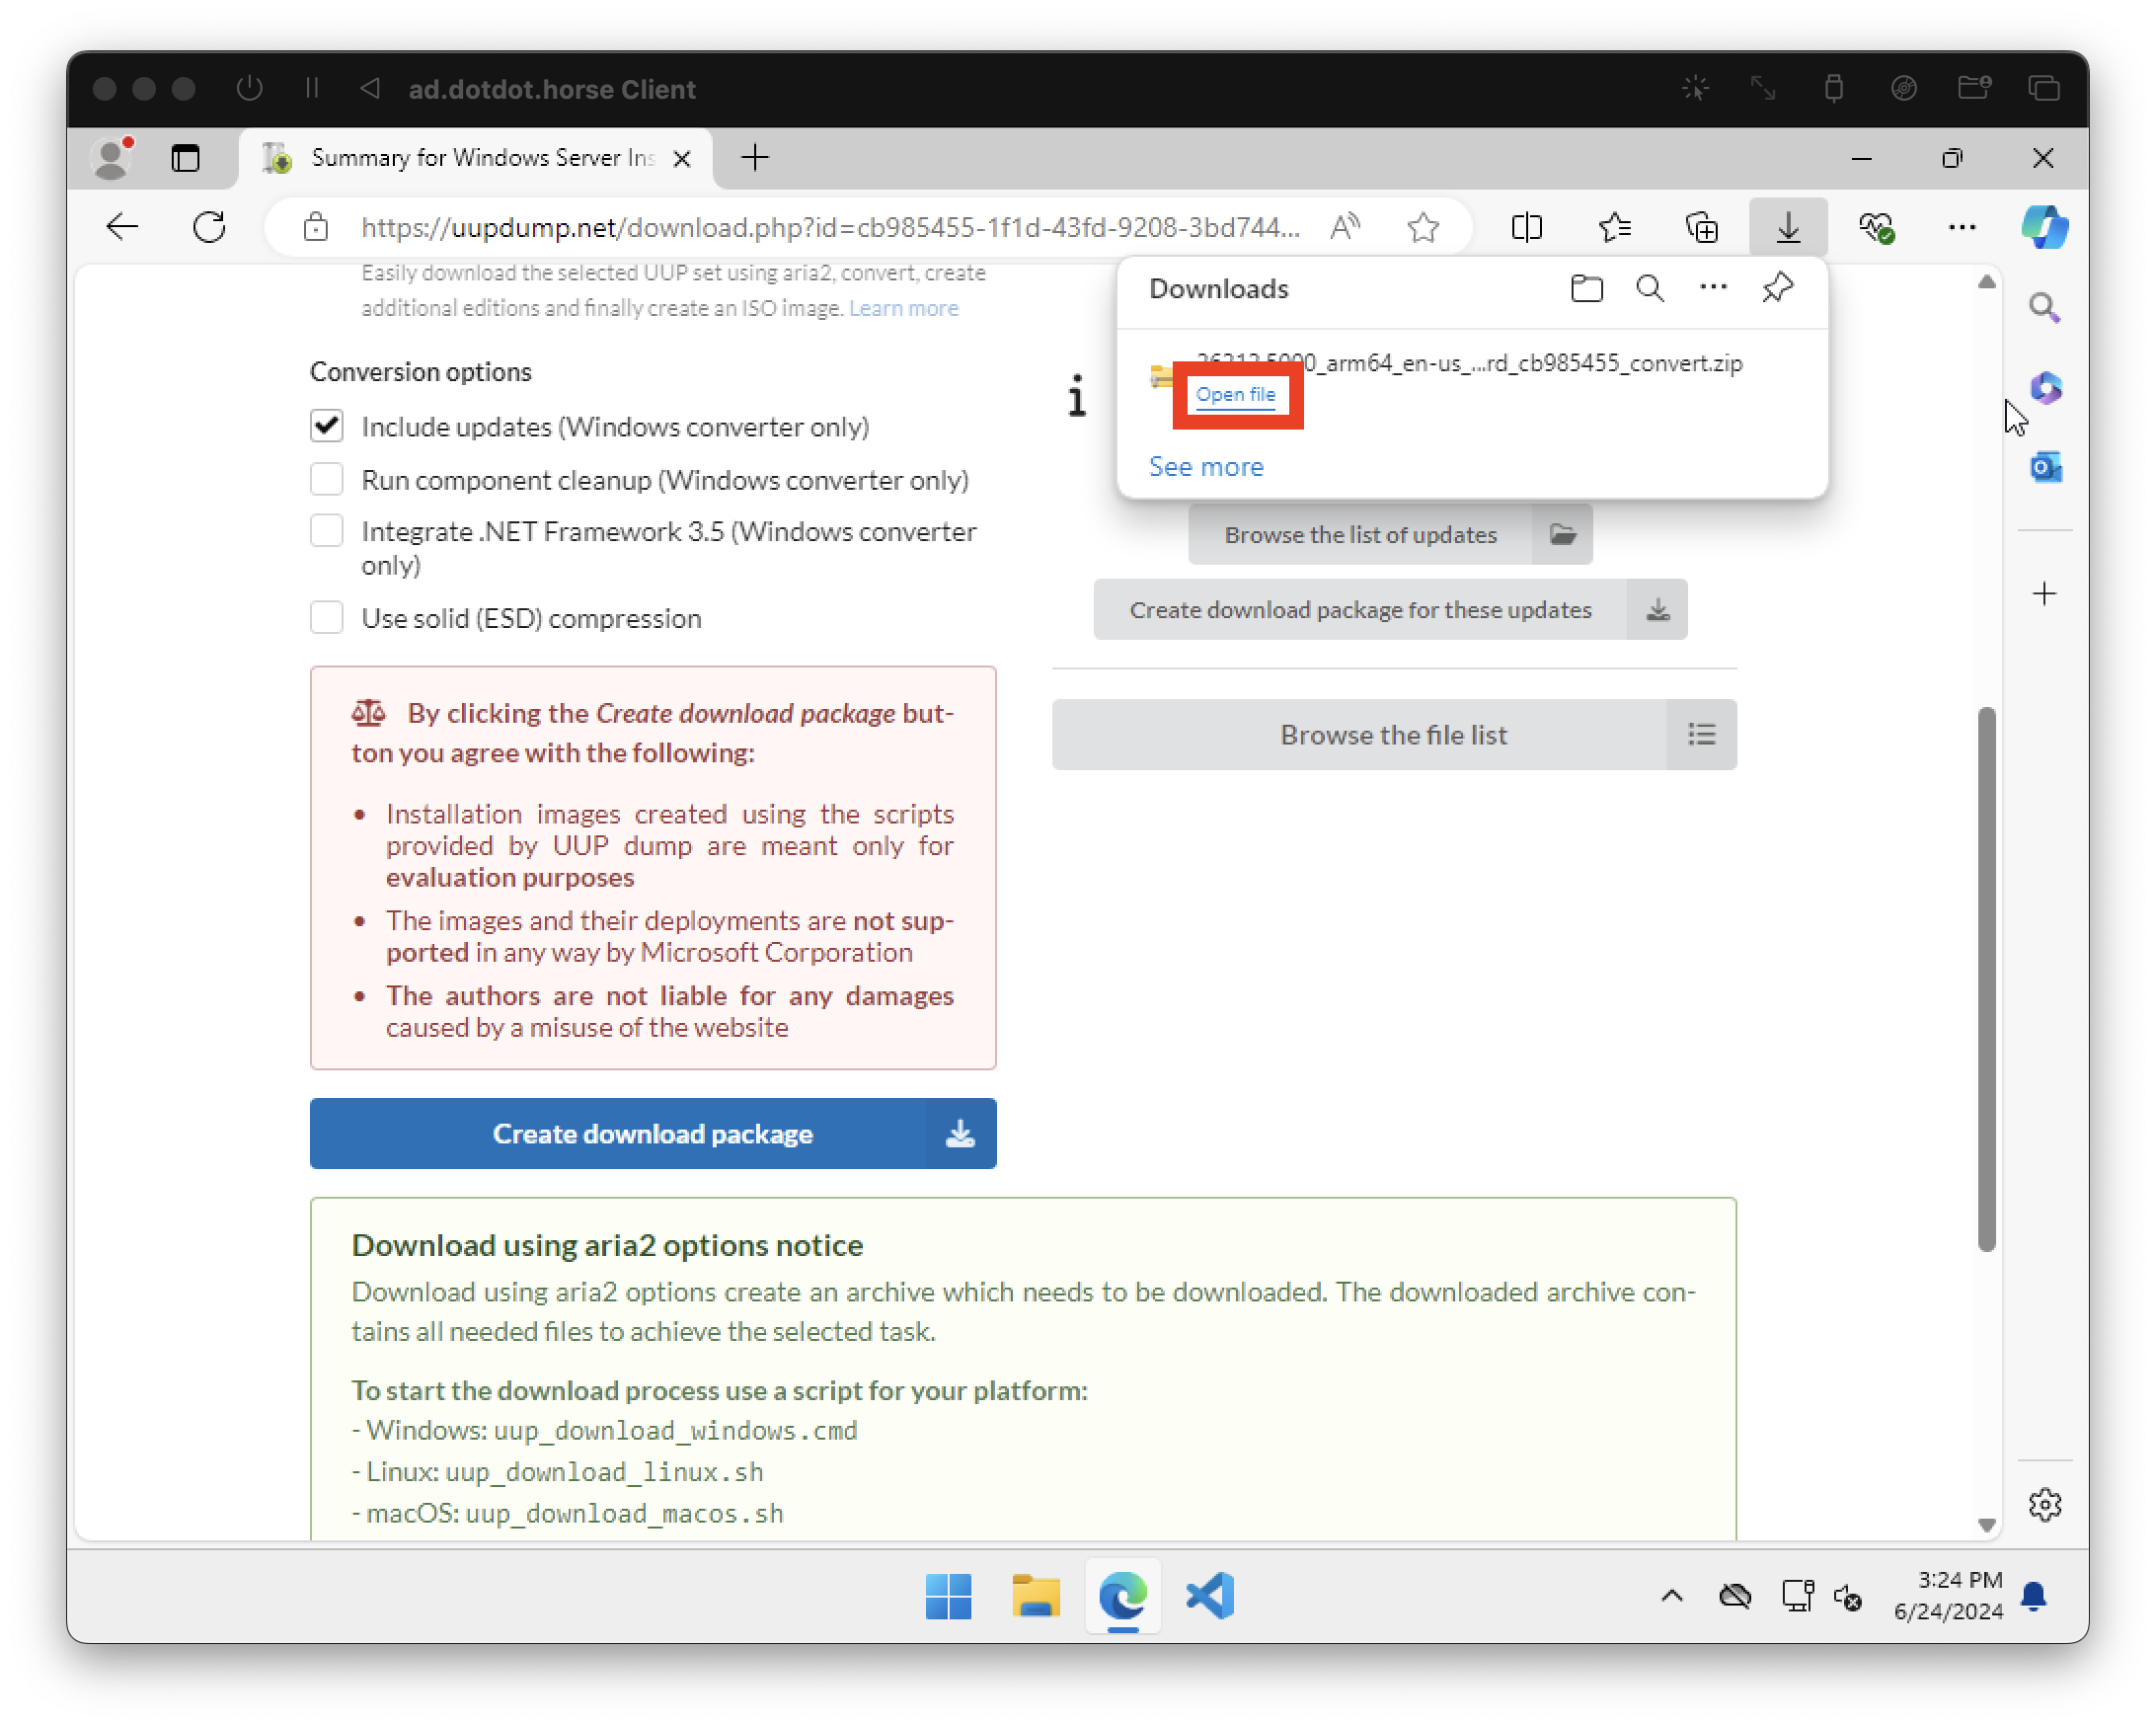 ad.dotdot.horse Client
Summary for Windows Server Ins
https://uupdump.net/download.php?id=cb985455-1f1d-43fd-9208-3bd744...
Easily download the selected UUP set using aria2, convert, create
additional editions and finally create an ISO image. Learn more
Conversion options
Include updates (Windows converter only)
Run component cleanup (Windows converter only)
Integrate .NET Framework 3.5 (Windows converter
only)
Use solid (ESD) compression
By clicking the Create download package but-
ton you agree with the following:
• Installation images created using the scripts
provided by UUP dump are meant only for
evaluation purposes
• The images and their deployments are not sup-
ported in any way by Microsoft Corporation
• The authors are not liable for any damages
caused by a misuse of the website
Create download package
Downloads
26212.5000_arm64_en-us_...rd_cb985455_convert.zip
Open file
See more
Browse the list of updates
Create download package for these updates
Browse the file list
Download using aria2 options notice
Download using aria2 options create an archive which needs to be downloaded. The downloaded archive con-
tains all needed files to achieve the selected task.
To start the download process use a script for your platform:
- Windows: uup_download_windows.cmd
- Linux: uup_download_linux.sh
- macOS: uup_download_macos.sh
3:24 PM
6/24/2024